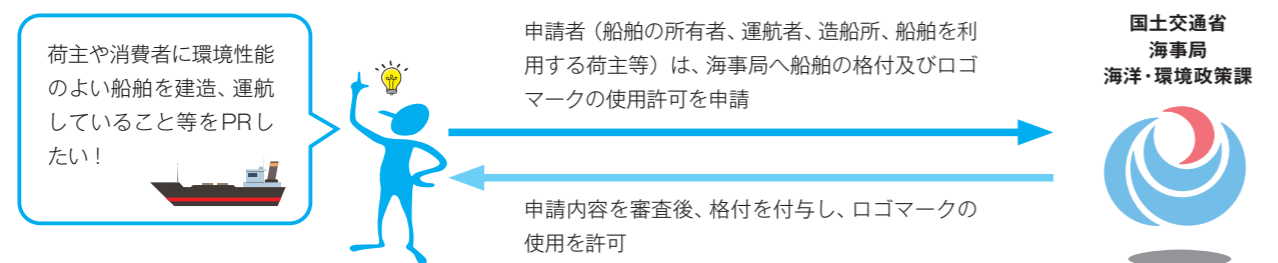 荷主や消費者に環境性能
のよい船舶を建造、運航
していること等をPRし
たい！
申請者（船舶の所有者、運航者、造船所、船舶を利
用する荷主等）は、海事局へ船舶の格付及びロゴ
マークの使用許可を申請
申請内容を審査後、格付を付与し、ロゴマークの
使用を許可
国土交通省
海事局
海洋・環境政策課